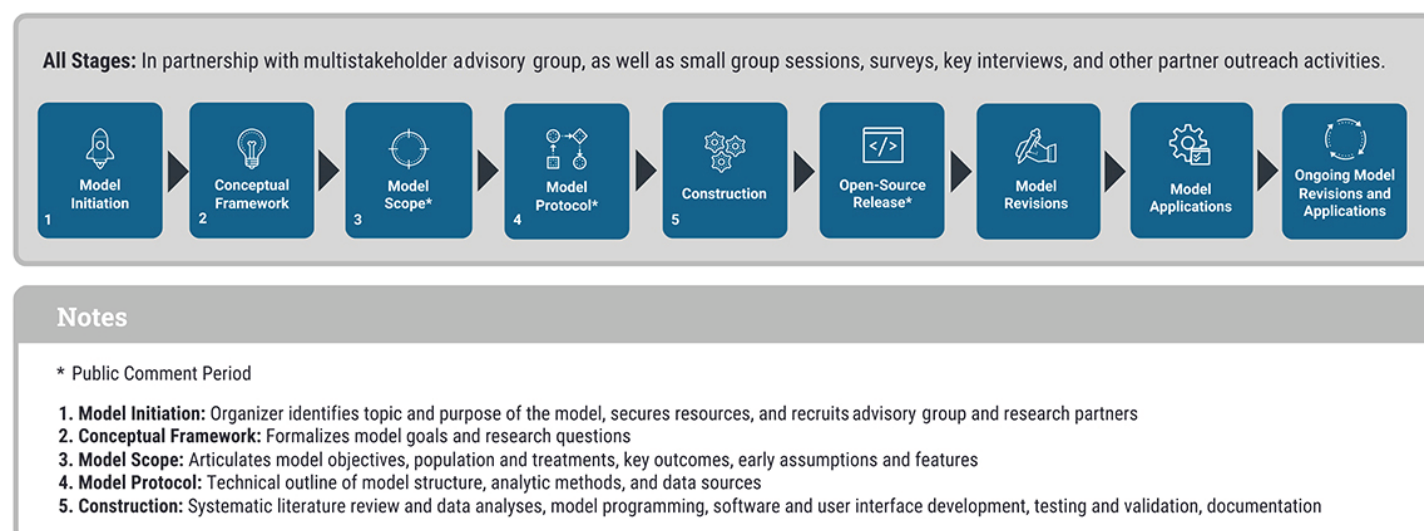 All Stages: In partnership with multistakeholder advisory group, as well as small group sessions, surveys, key interviews, and other partner outreach activities.
Model
Initiation
1
Conceptual
Framework
2
Model
Scope*
3
Model
Protocol*
4
Construction
5
</>
Open-Source
Release*
Model
Revisions
Model
Applications
Ongoing Model
Revisions and
Applications
Notes
* Public Comment Period
1. Model Initiation: Organizer identifies topic and purpose of the model, secures resources, and recruits advisory group and research partners
2. Conceptual Framework: Formalizes model goals and research questions
3. Model Scope: Articulates model objectives, population and treatments, key outcomes, early assumptions and features
4. Model Protocol: Technical outline of model structure, analytic methods, and data sources
5. Construction: Systematic literature review and data analyses, model programming, software and user interface development, testing and validation, documentation